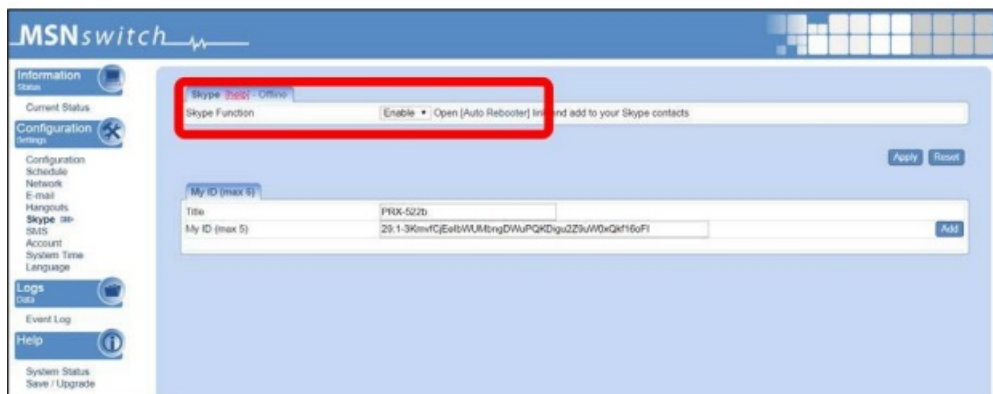 MSNswitch
Information
Status
Current Status
Configuration
Settings
Configuration
Schedule
Network
E-mail
Hangouts
Skype
SMS
Account
System Time
Language
Logs
Data
Event Log
Help
System Status
Save / Upgrade
Skype [help] - Offline
Skype Function Enable Open [Auto Rebooter] link and add to your Skype contacts
Apply Reset
My ID (max 5)
Title PRX-522b
My ID (max 5) Add